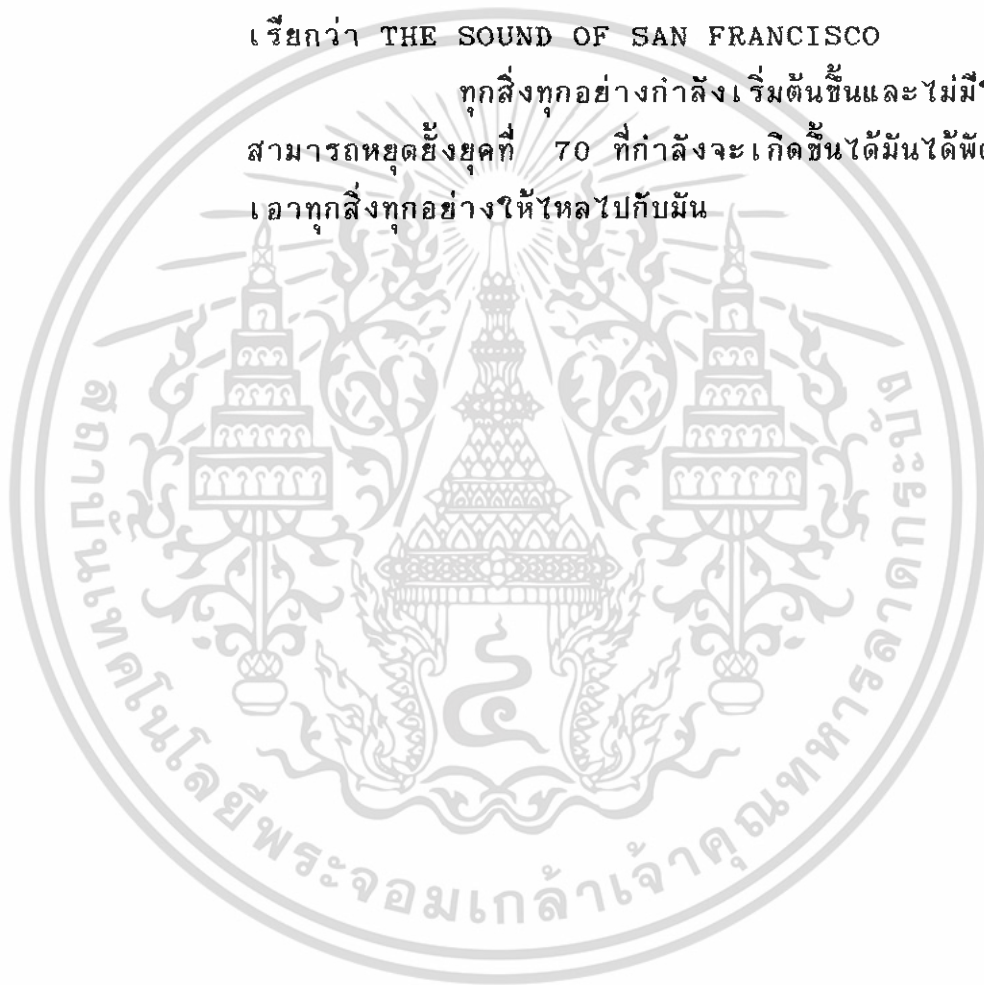 เรียกว่า THE SOUND OF SAN FRANCISCO
ทุกสิ่งทุกอย่างกำลังเริ่มต้นขึ้นและไม่มี
สามารถหยุดยั้งยุคที่ 70 ที่กำลังจะเกิดขึ้นได้มันได้พัด
เอาทุกสิ่งทุกอย่างให้ไหลไปกับมัน
สถาบันเทคโนโลยีพระจอมเกล้าเจ้าคุณทหารลาดกระบัง
๔